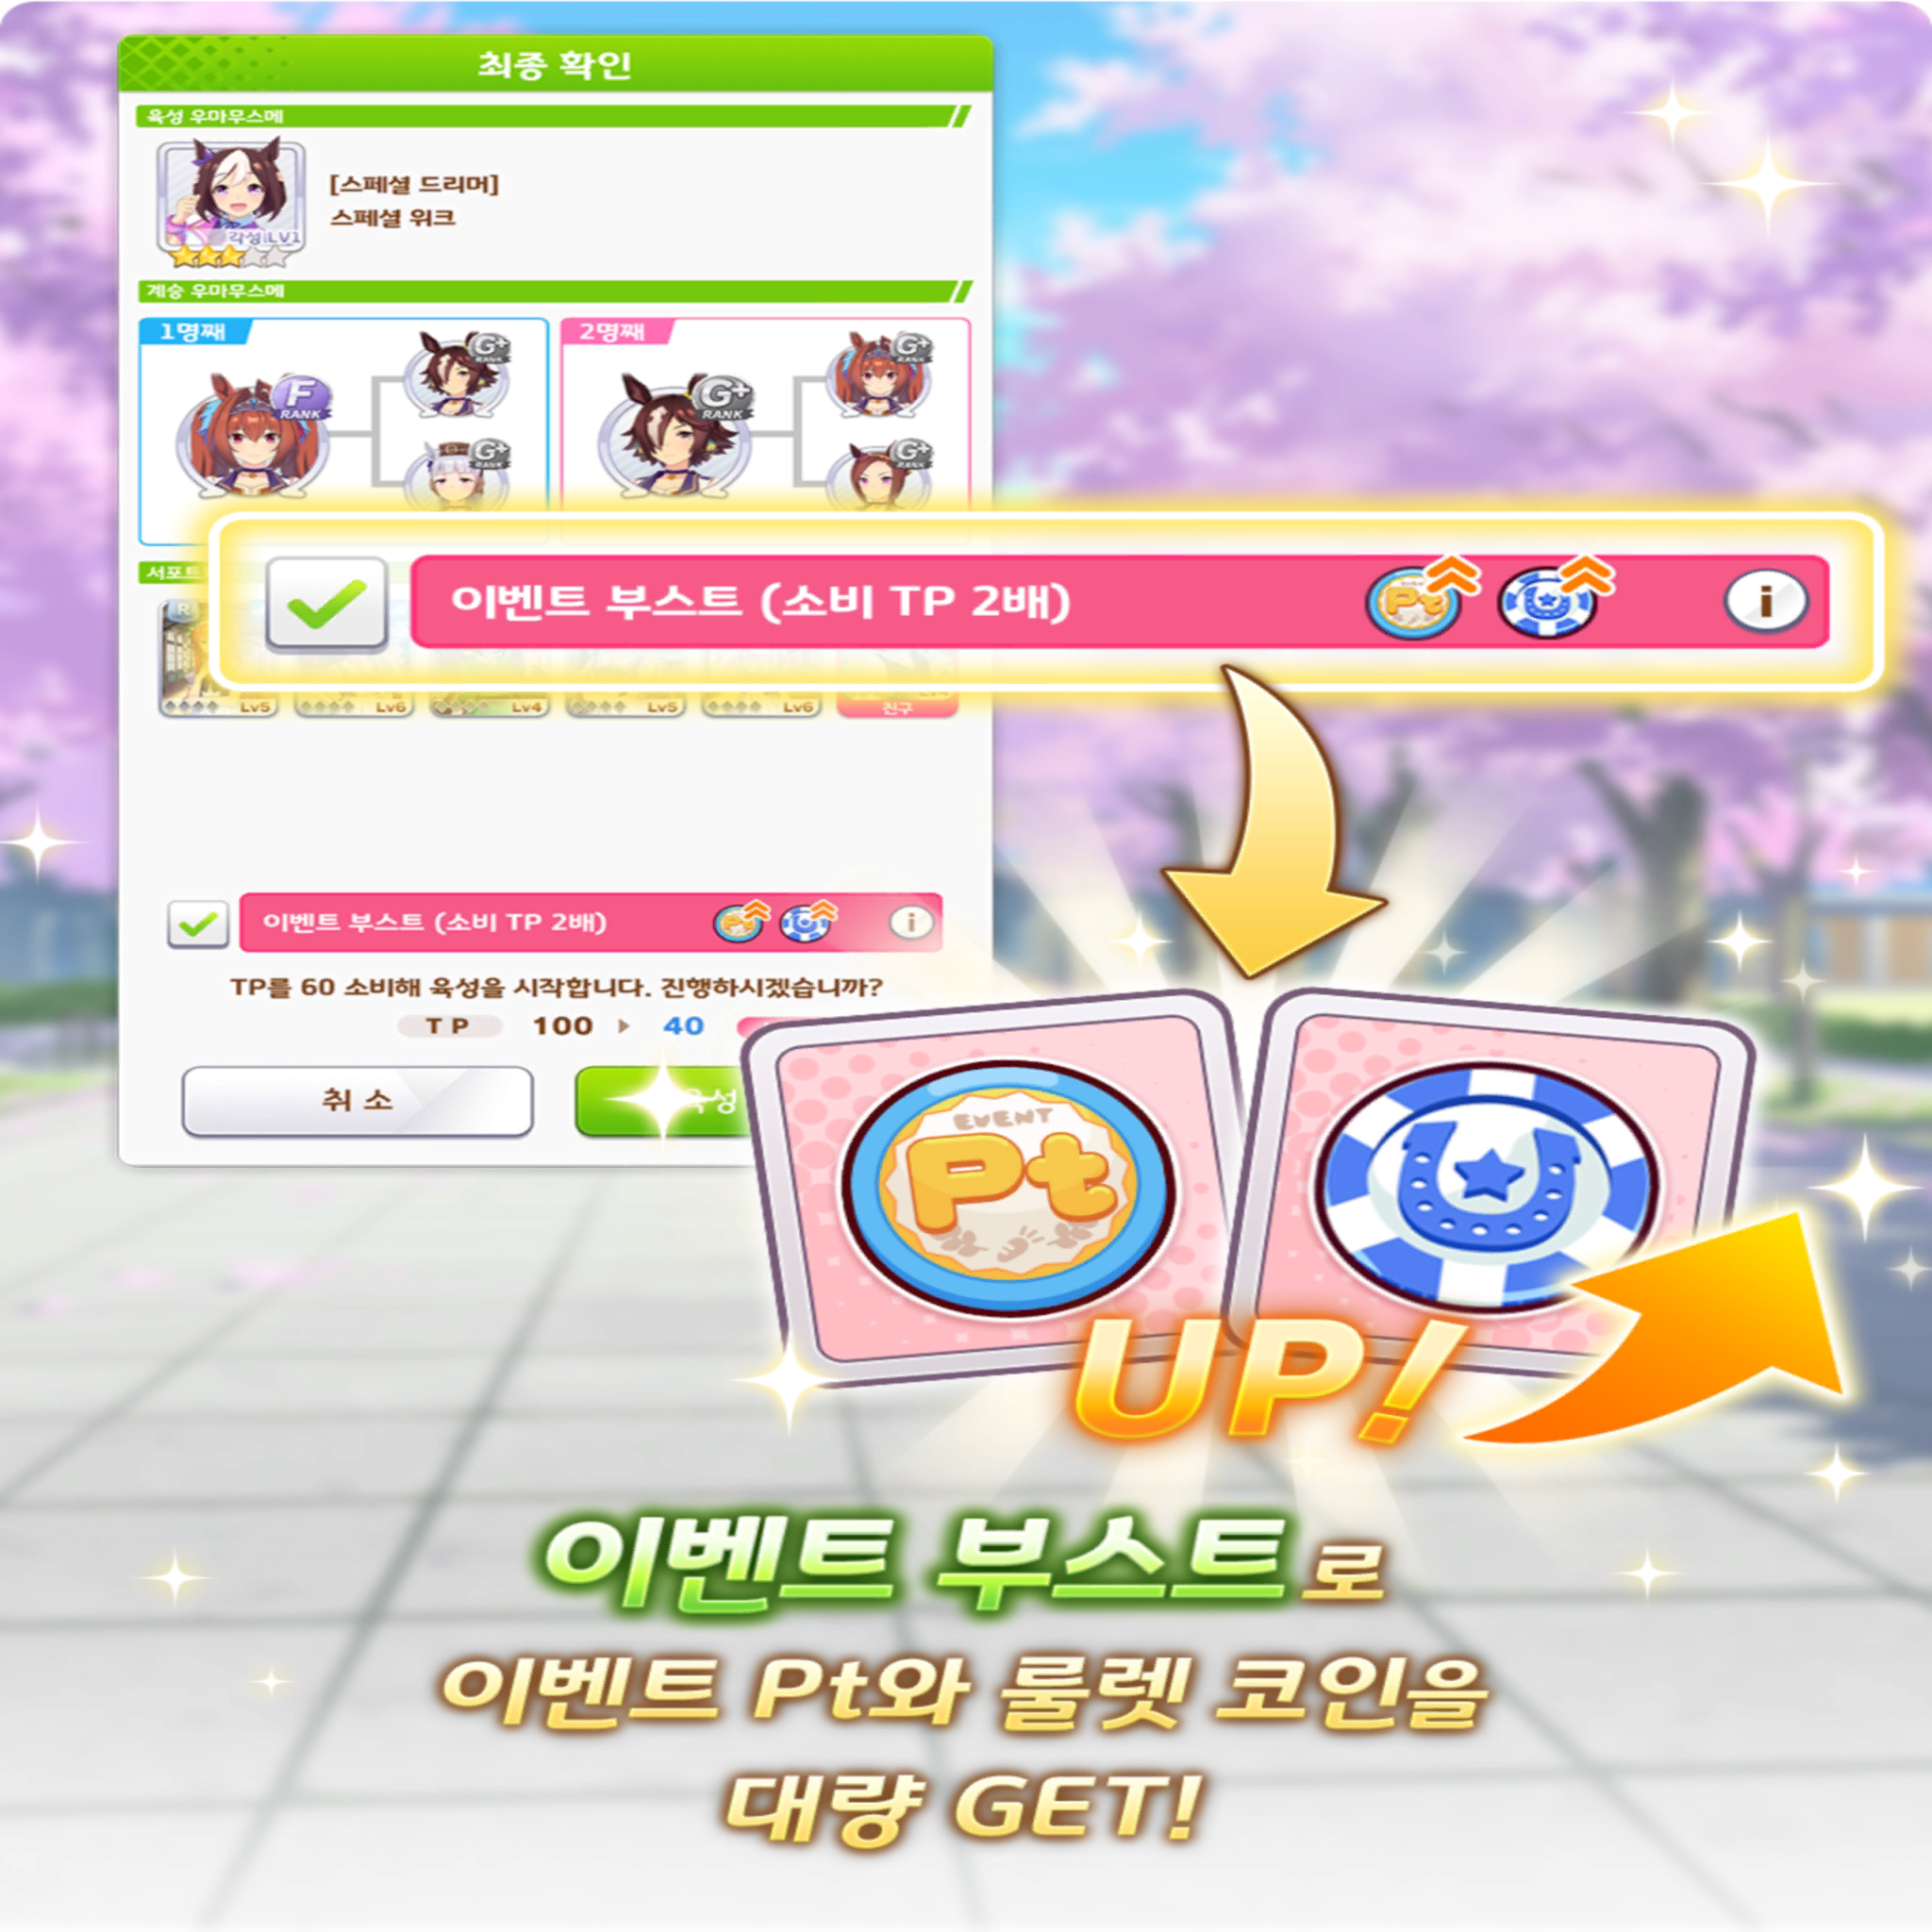 최종 확인
육성 우마무스메
[스페셜 드리머]
스페셜 위크
각성LV1
계승 우마무스메
1명째
2명째
F
RANK
G+
RANK
G+
RANK
G+
RANK
G+
RANK
G+
RANK
서포트
이벤트 부스트 (소비 TP 2배)
Pt
i
R
Lv5
Lv6
Lv4
Lv5
Lv6
친구
이벤트 부스트 (소비 TP 2배)
Pt
i
TP를 60 소비해 육성을 시작합니다. 진행하시겠습니까?
TP 100 40
취소
육성
EVENT
Pt
UP!
이벤트 부스트로
이벤트 Pt와 룰렛 코인을
대량 GET!